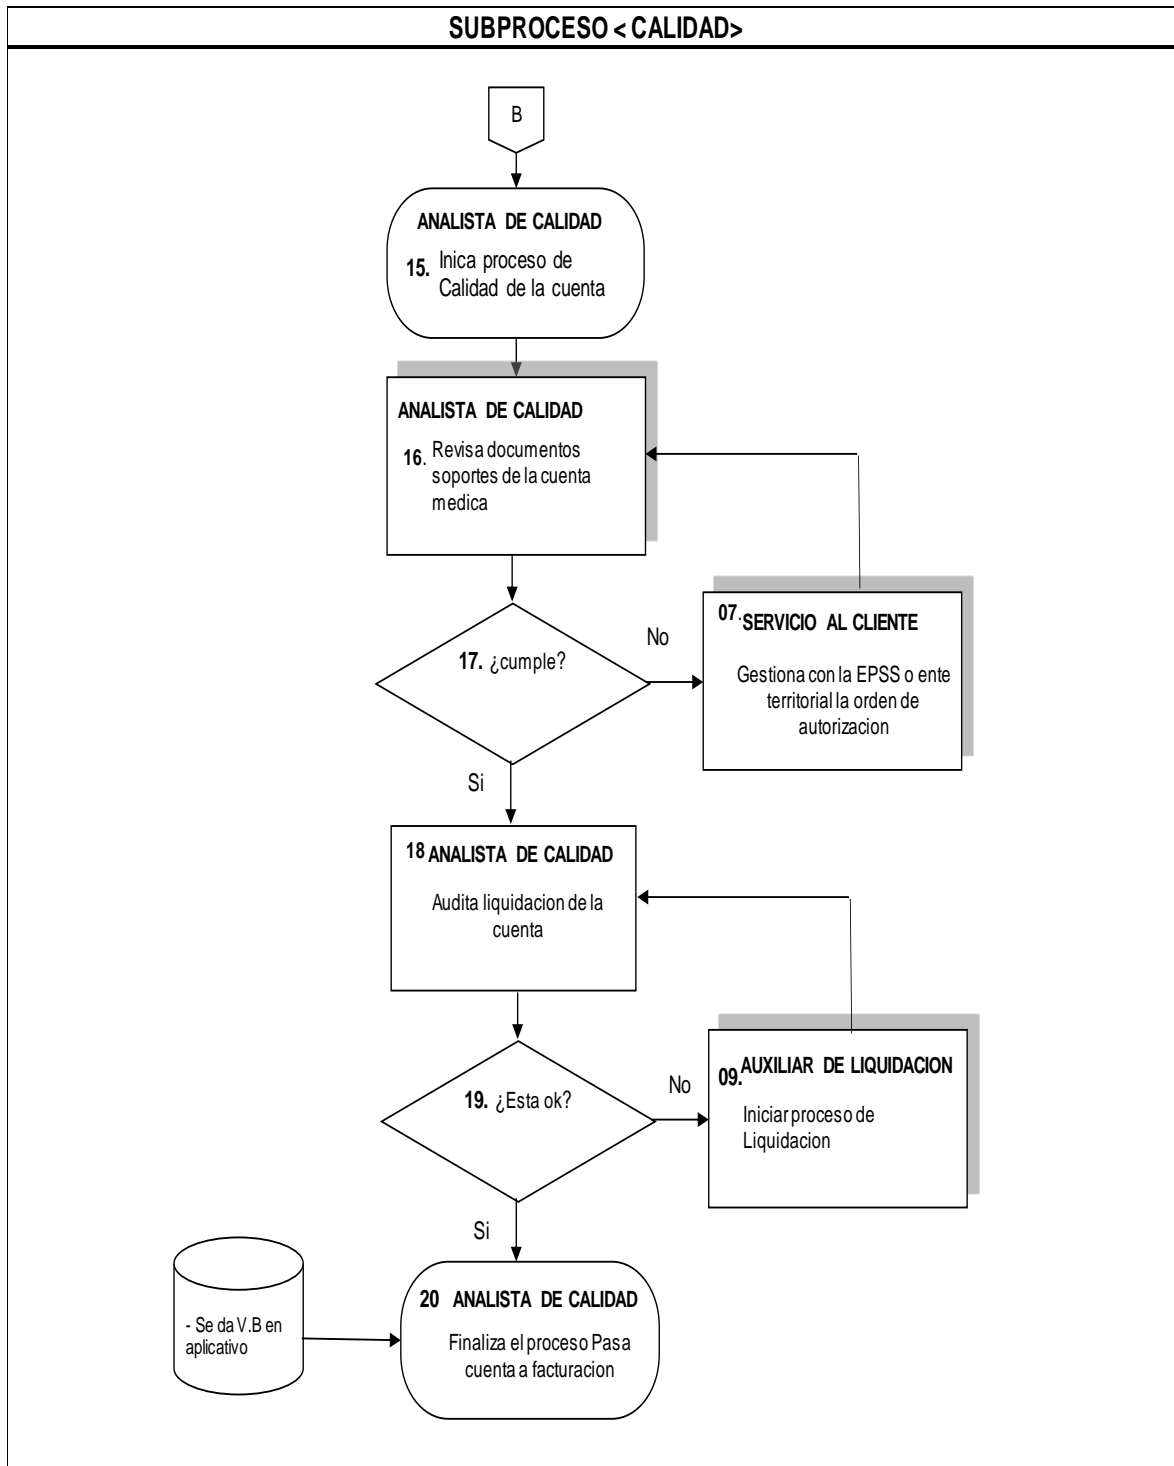 SUBPROCESO < CALIDAD>
B
ANALISTA DE CALIDAD
15. Inica proceso de
Calidad de la cuenta
ANALISTA DE CALIDAD
16. Revisa documentos
soportes de la cuenta
medica
17. ¿cumple?
No
07. SERVICIO AL CLIENTE
Gestiona con la EPSS o ente
territorial la orden de
autorizacion
Si
18 ANALISTA DE CALIDAD
Audita liquidacion de la
cuenta
19. ¿Esta ok?
No
09. AUXILIAR DE LIQUIDACION
Iniciar proceso de
Liquidacion
Si
- Se da V.B en
aplicativo
20 ANALISTA DE CALIDAD
Finaliza el proceso Pasa
cuenta a facturacion